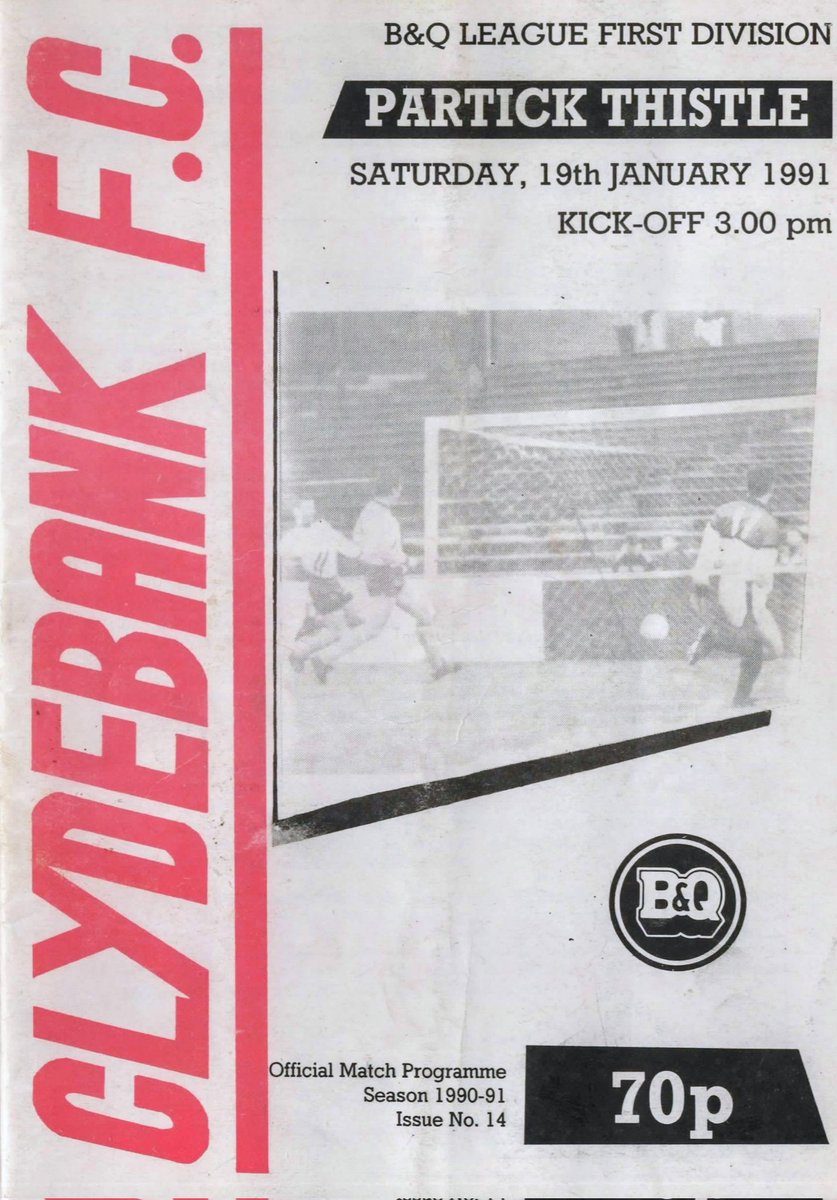 CLYDEBANK F.C.
B&Q LEAGUE FIRST DIVISION
PARTICK THISTLE
SATURDAY, 19th JANUARY 1991
KICK-OFF 3.00 pm
B&Q
Official Match Programme
Season 1990-91
Issue No. 14
70p